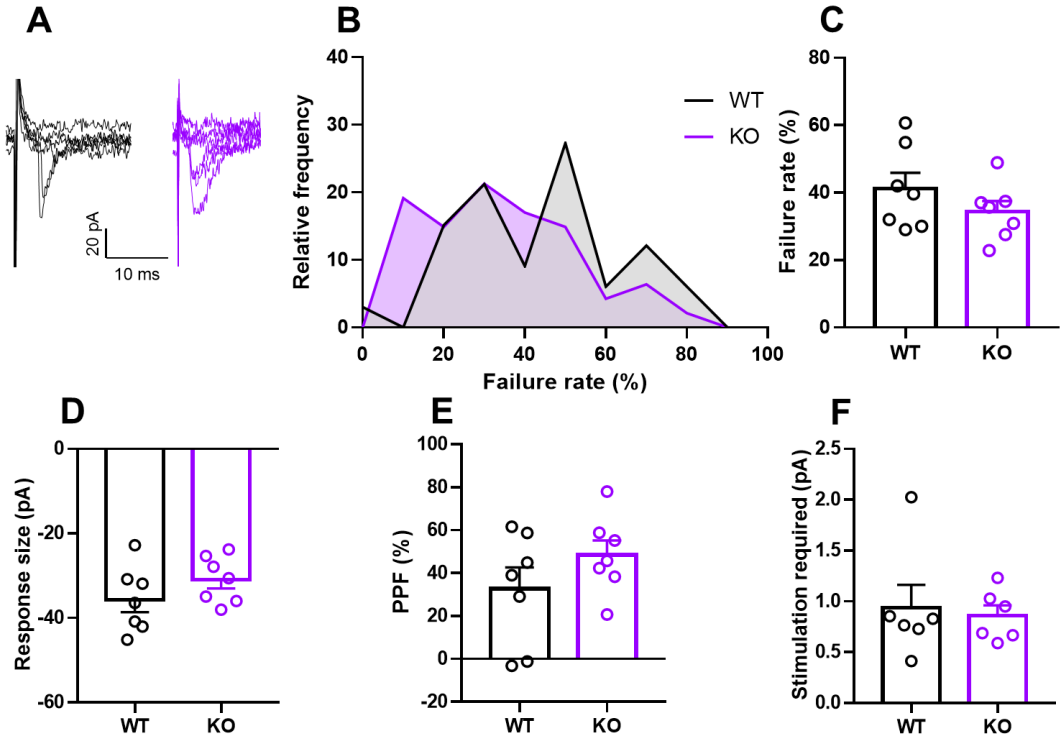 A
20 pA
10 ms
B
Relative frequency
40
30
20
10
0
0
20
40
60
80
100
Failure rate (%)
WT
KO
C
Failure rate (%)
80
60
40
20
0
WT
KO
D
Response size (pA)
0
-20
-40
-60
WT
KO
E
PPF (%)
100
80
60
40
20
0
-20
WT
KO
F
Stimulation required (pA)
2.5
2.0
1.5
1.0
0.5
0.0
WT
KO